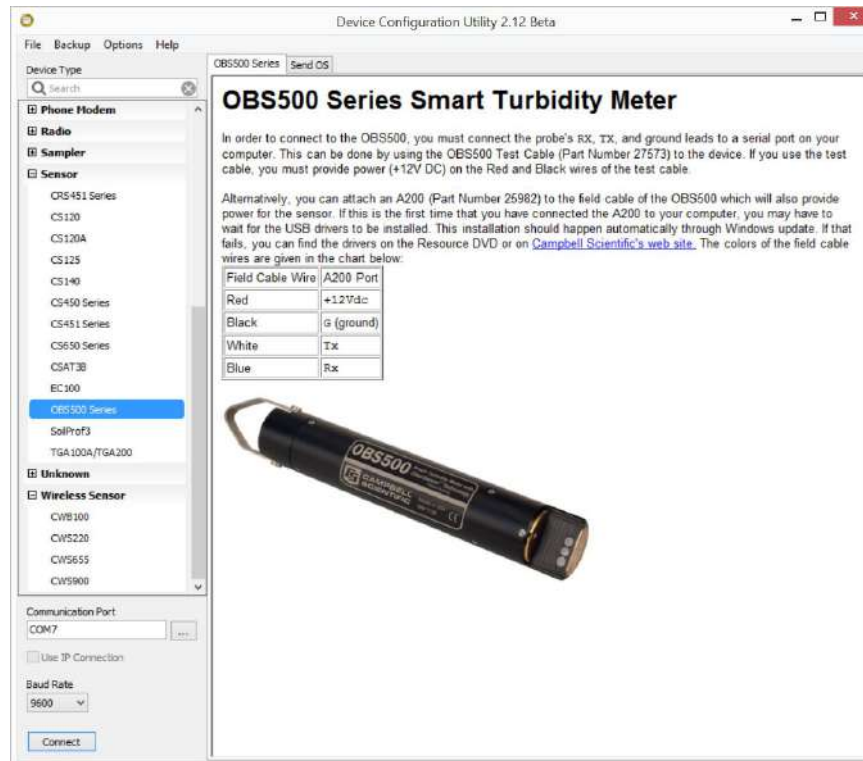 Device Configuration Utility 2.12 Beta
File Backup Options Help
Device Type
Search
Phone Modem
Radio
Sampler
Sensor
CRS451 Series
CS120
CS120A
CS125
CS140
CS450 Series
CS451 Series
CS650 Series
CSAT3B
EC100
OBS500 Series
SoilProf3
TGA100A/TGA200
Unknown
Wireless Sensor
CWB100
CWS220
CWS655
CWS900
Communication Port
COM7
...
Use IP Connection
Baud Rate
9600
Connect
OBS500 Series Send OS
OBS500 Series Smart Turbidity Meter
In order to connect to the OBS500, you must connect the probe's RX, TX, and ground leads to a serial port on your
computer. This can be done by using the OBS500 Test Cable (Part Number 27573) to the device. If you use the test
cable, you must provide power (+12V DC) on the Red and Black wires of the test cable.
Alternatively, you can attach an A200 (Part Number 25982) to the field cable of the OBS500 which will also provide
power for the sensor. If this is the first time that you have connected the A200 to your computer, you may have to
wait for the USB drivers to be installed. This installation should happen automatically through Windows update. If that
fails, you can find the drivers on the Resource DVD or on Campbell Scientific's web site. The colors of the field cable
wires are given in the chart below:
Field Cable Wire A200 Port
Red +12Vdc
Black G (ground)
White Tx
Blue Rx
OBS500
CAMPBELL
SCIENTIFIC